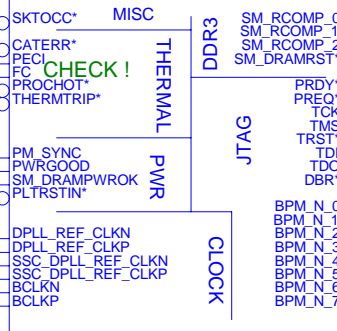 SKTOCC*
MISC
CATERR*
PECI
FC
CHECK !
PROCHOT*
THERMTRIP*
THERMAL
PM_SYNC
PWRGOOD
SM_DRAMPWROK
PLTRSTIN*
PWR
DPLL_REF_CLKN
DPLL_REF_CLKP
SSC_DPLL_REF_CLKN
SSC_DPLL_REF_CLKP
BCLKN
BCLKP
CLOCK
DDR3
SM_RCOMP_0
SM_RCOMP_1
SM_RCOMP_2
SM_DRAMRST*
JTAG
PRDY*
PREQ*
TCK
TMS
TRST*
TDI
TDO
DBR*
BPM_N_0
BPM_N_1
BPM_N_2
BPM_N_3
BPM_N_4
BPM_N_5
BPM_N_6
BPM_N_7